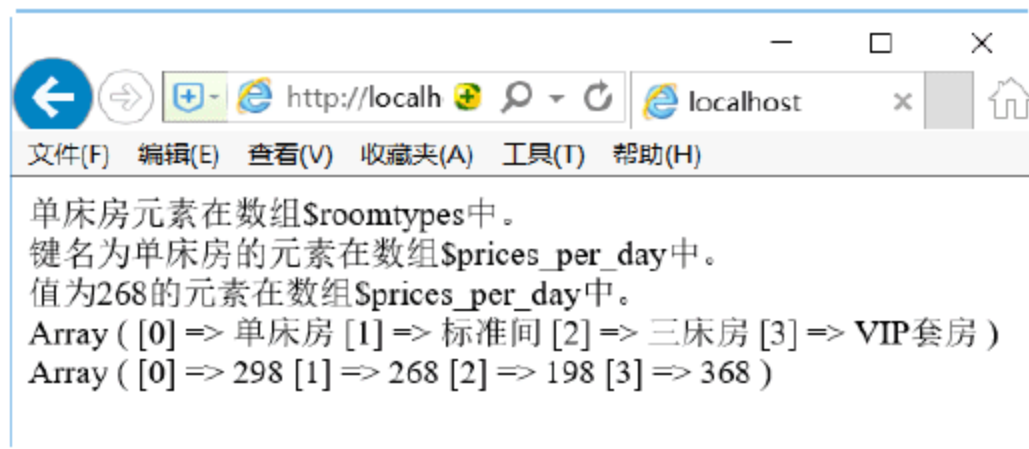 http://localh
localhost
文件(F) 编辑(E) 查看(V) 收藏夹(A) 工具(T) 帮助(H)
单床房元素在数组$roomtypes中。
键名为单床房的元素在数组$prices_per_day中。
值为268的元素在数组$prices_per_day中。
Array ( [0] => 单床房 [1] => 标准间 [2] => 三床房 [3] => VIP套房 )
Array ( [0] => 298 [1] => 268 [2] => 198 [3] => 368 )